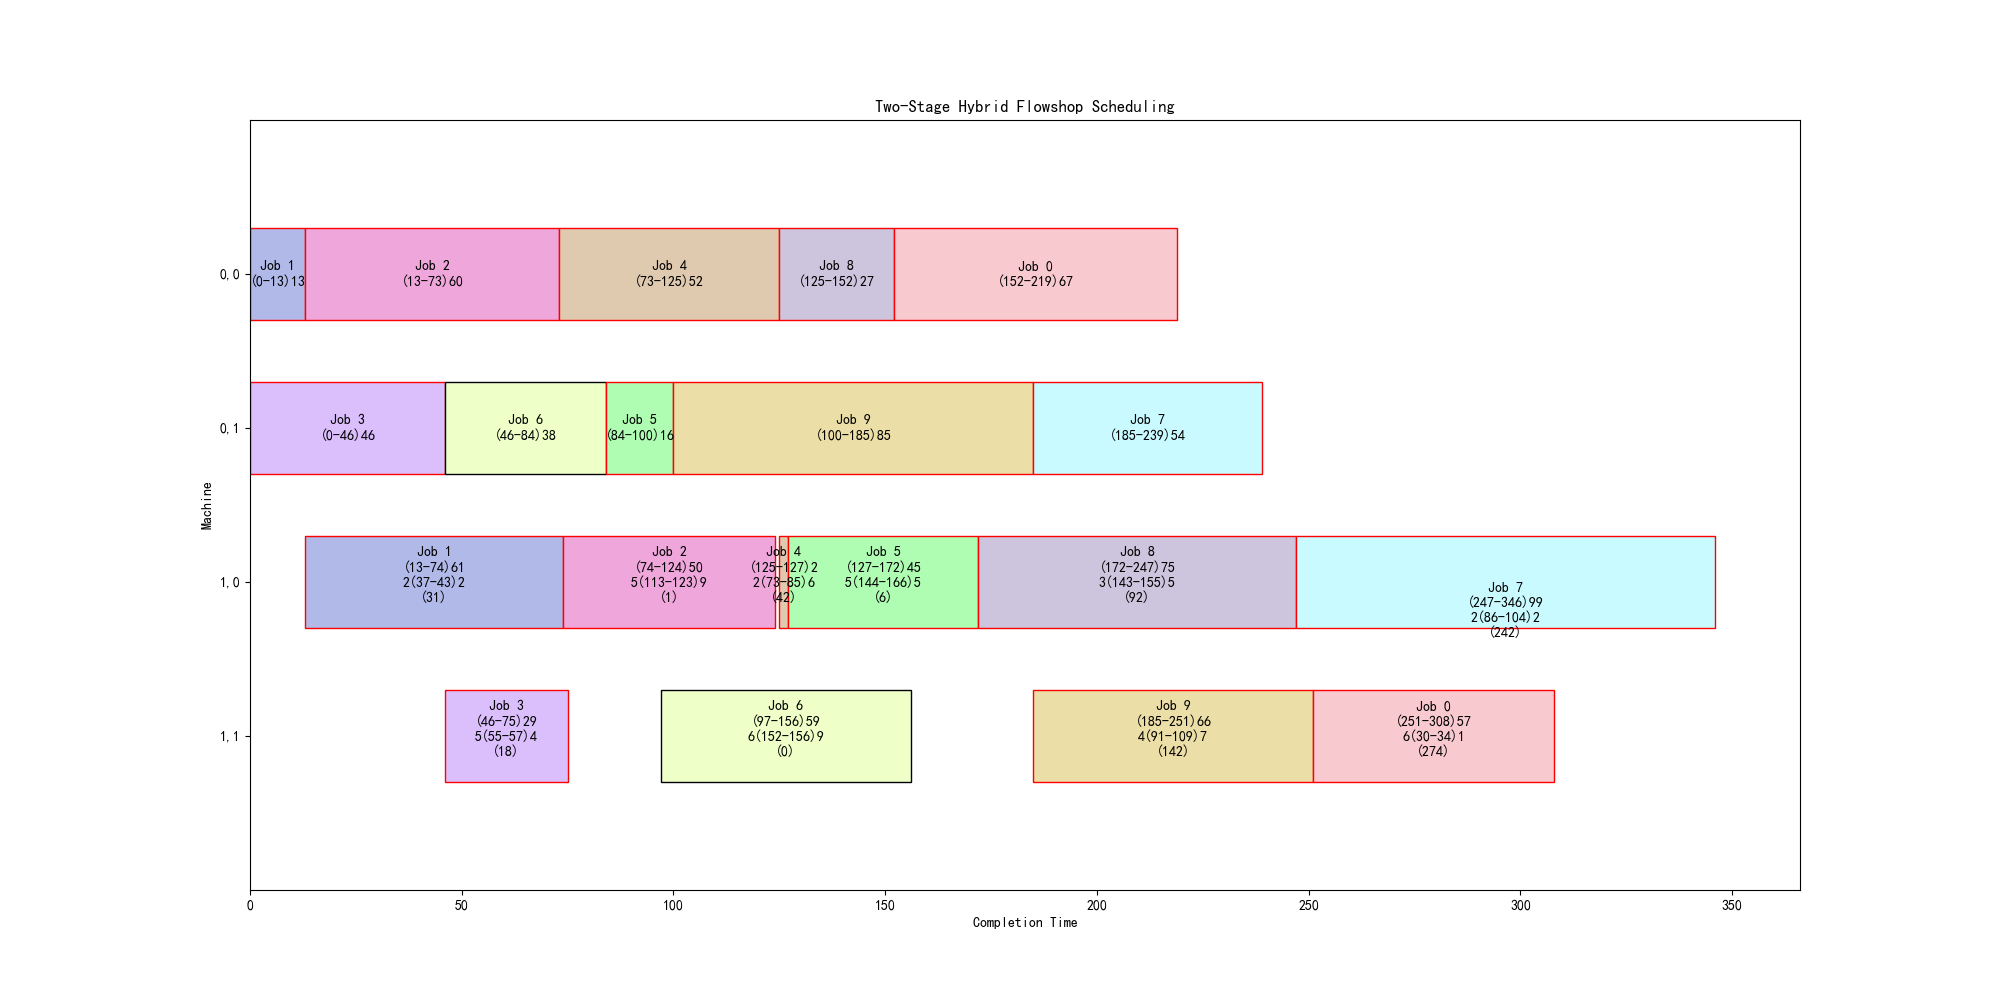 Two-Stage Hybrid Flowshop Scheduling
0,0
Job 1
(0-13)13
Job 2
(13-73)60
Job 4
(73-125)52
Job 8
(125-152)27
Job 0
(152-219)67
0,1
Job 3
(0-46)46
Job 6
(46-84)38
Job 5
(84-100)16
Job 9
(100-185)85
Job 7
(185-239)54
Machine
1,0
Job 1
(13-74)61
2(37-43)2
(31)
Job 2
(74-124)50
5(113-123)9
(1)
Job 4
(125-127)2
2(73-85)6
(42)
Job 5
(127-172)45
5(144-166)5
(6)
Job 8
(172-247)75
3(143-155)5
(92)
Job 7
(247-346)99
2(86-104)2
(242)
1,1
Job 3
(46-75)29
5(55-57)4
(18)
Job 6
(97-156)59
6(152-156)9
(0)
Job 9
(185-251)66
4(91-109)7
(142)
Job 0
(251-308)57
6(30-34)1
(274)
0
50
100
150
200
250
300
350
Completion Time